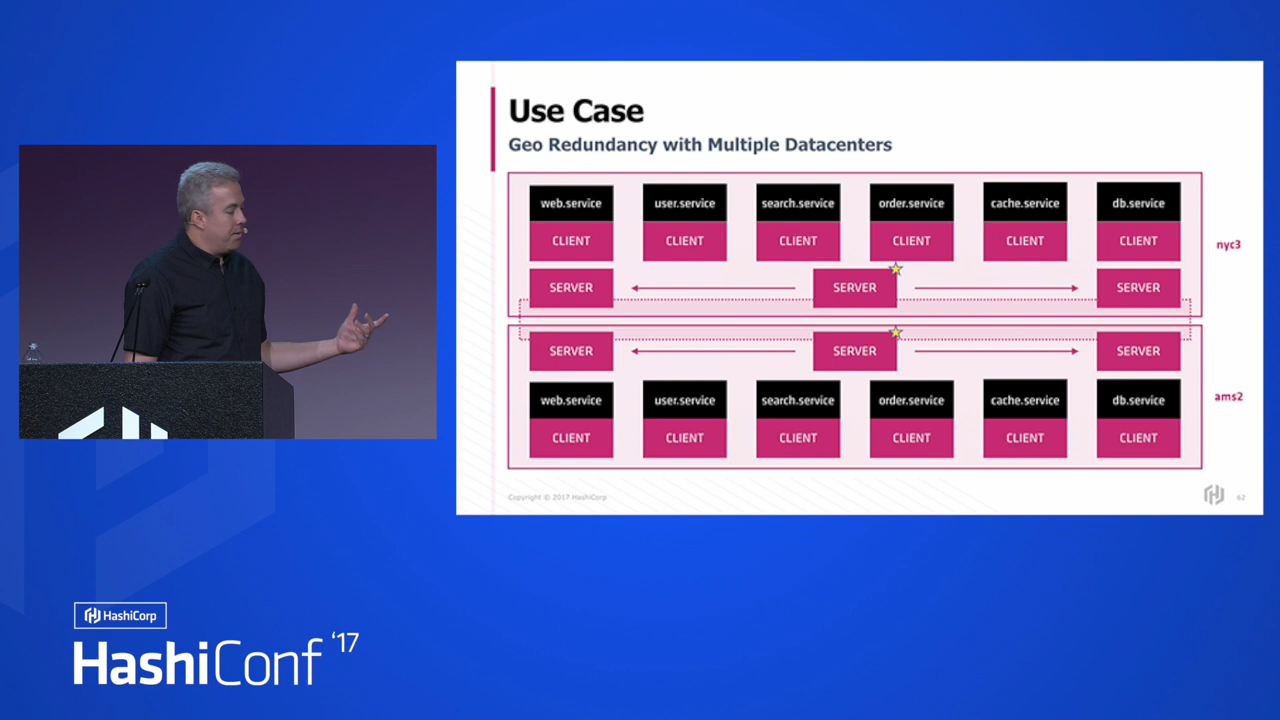 Use Case
Geo Redundancy with Multiple Datacenters
web.service user.service search.service order.service cache.service db.service
CLIENT CLIENT CLIENT CLIENT CLIENT CLIENT
nyc3
SERVER SERVER SERVER
SERVER SERVER SERVER
web.service user.service search.service order.service cache.service db.service
ams2
CLIENT CLIENT CLIENT CLIENT CLIENT CLIENT
Copyright © 2017 HashiCorp
62
HashiCorp
HashiConf '17